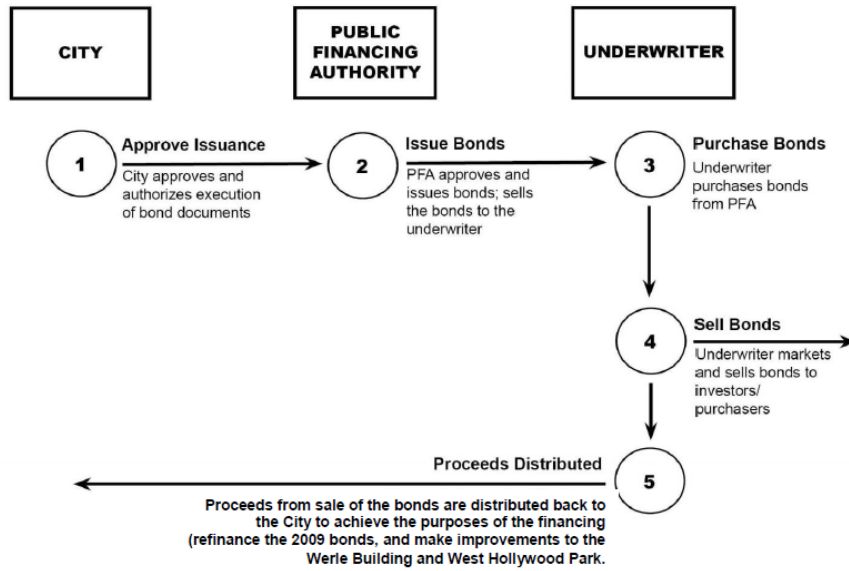 CITY
PUBLIC
FINANCING
AUTHORITY
UNDERWRITER
1
Approve Issuance
City approves and
authorizes execution
of bond documents
2
Issue Bonds
PFA approves and
issues bonds; sells
the bonds to the
underwriter
3
Purchase Bonds
Underwriter
purchases bonds
from PFA
4
Sell Bonds
Underwriter markets
and sells bonds to
investors/
purchasers
Proceeds Distributed
5
Proceeds from sale of the bonds are distributed back to
the City to achieve the purposes of the financing
(refinance the 2009 bonds, and make improvements to the
Werle Building and West Hollywood Park.